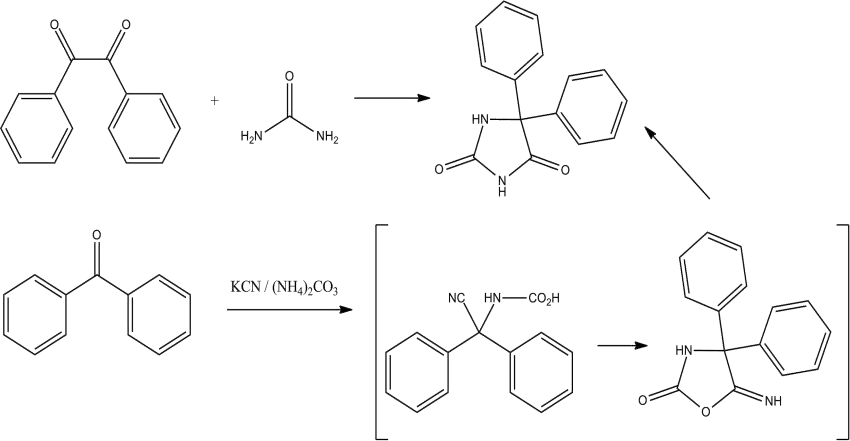 O O
O
+
H₂N NH₂
HN
O
N
H
O
O
KCN / (NH4)₂CO₃
NC HN CO₂H
HN
O
O
NH